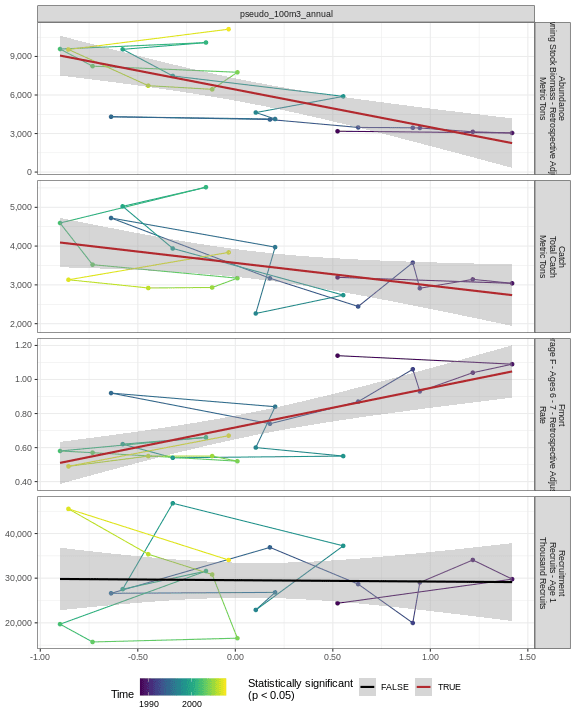 pseudo_100m3_annual
9,000
6,000
3,000
0
Abundance
Stock Biomass - Retrospective
Metric Tons
5,000
4,000
3,000
2,000
Catch
Total Catch
Metric Tons
1.20
1.00
0.80
0.60
0.40
Fmort
F - Ages 6 - 7 - Retrospective
Rate
40,000
30,000
20,000
Recruitment
Recruits - Age 1
Thousand Recruits
-1.00
-0.50
0.00
0.50
1.00
1.50
Time
1990
2000
Statistically significant
(p < 0.05)
FALSE
TRUE